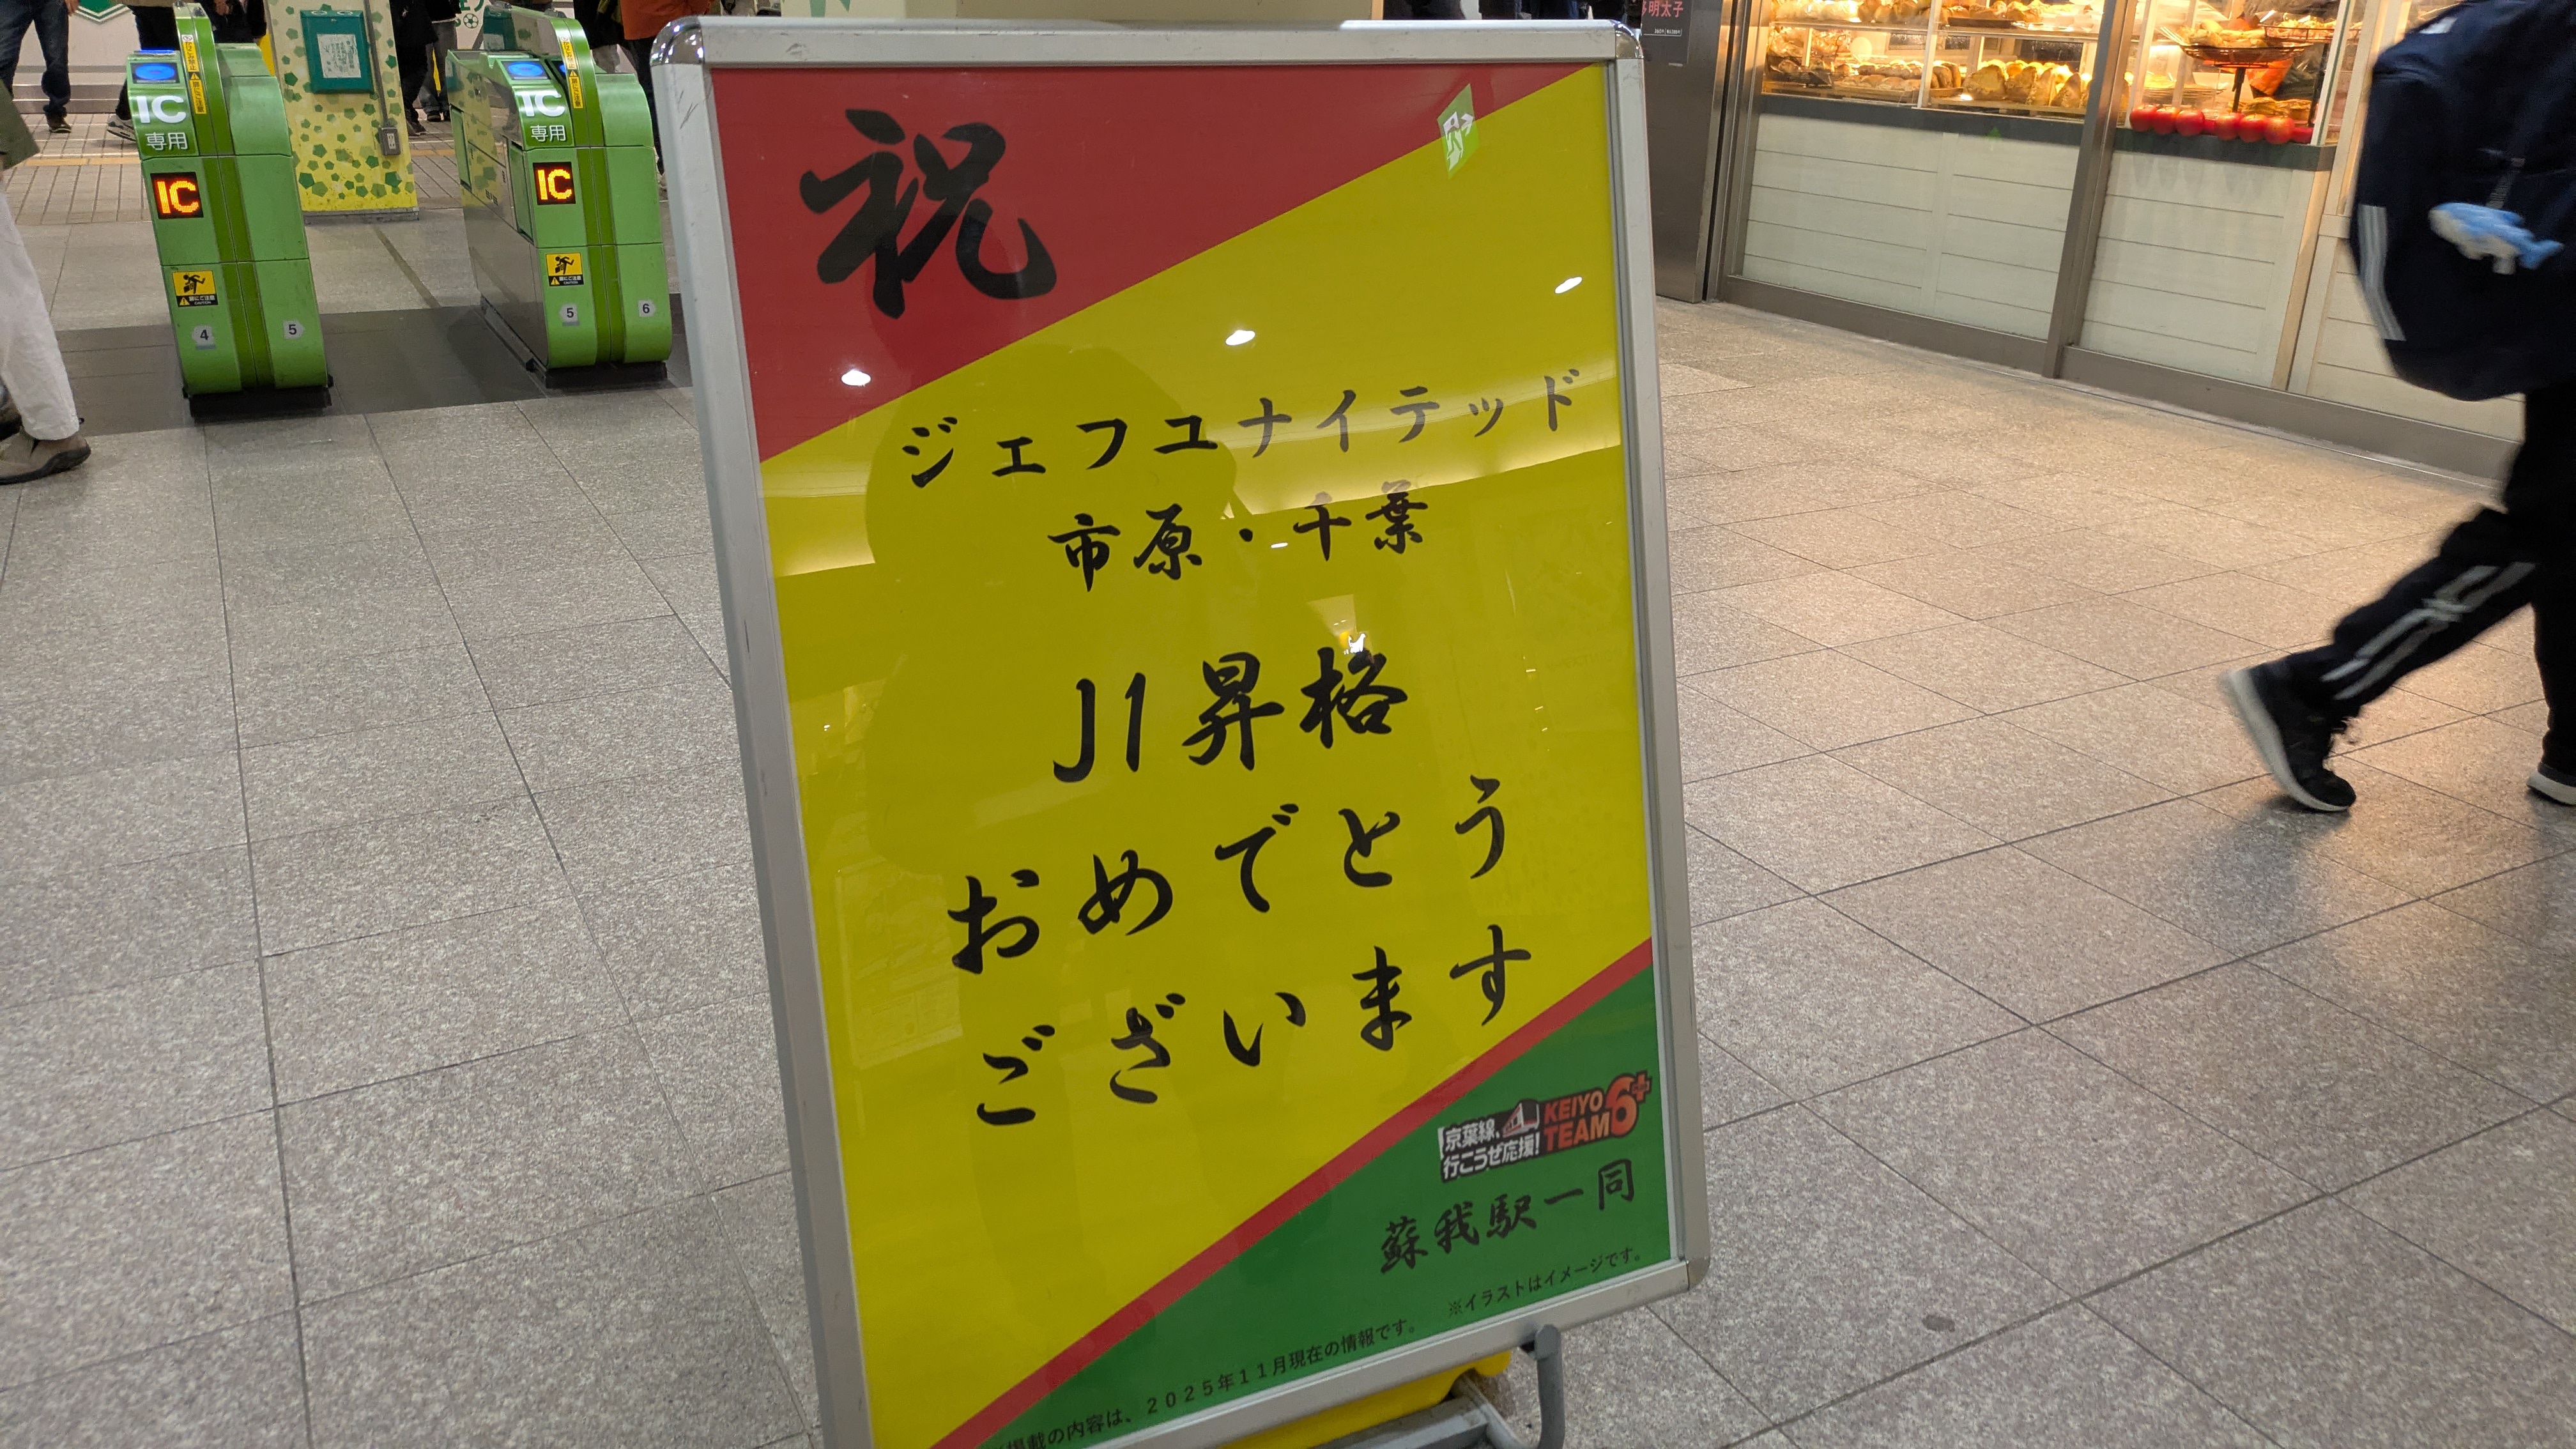 IC
専用
IC
4
5
IC
専用
IC
5
6
明太子
祝
ジェフユナイテッド
市原・千葉
J1昇格
おめでとう
ございます
京葉線、
行こうぜ応援!
KEIYO
TEAM6+
蘇我駅一同
※イラストはイメージです。
掲載の内容は、2025年11月現在の情報です。